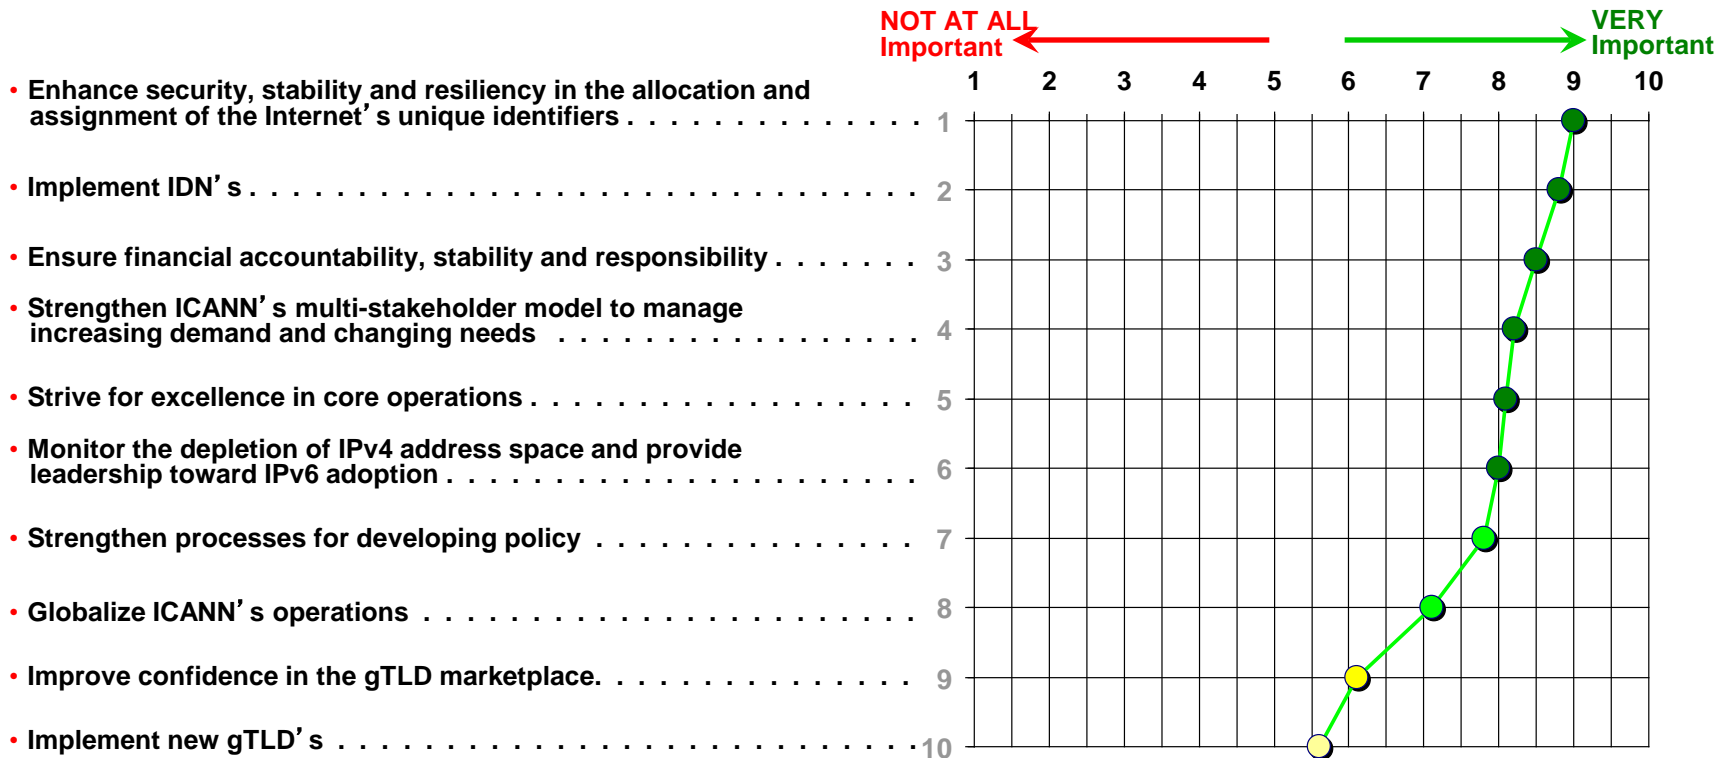 NOT AT ALL
Important
VERY
Important
1 2 3 4 5 6 7 8 9 10
• Enhance security, stability and resiliency in the allocation and
assignment of the Internet’s unique identifiers . . . . . . . . . . . . . . 1
• Implement IDN’s . . . . . . . . . . . . . . . . . . . . . . . . . 2
• Ensure financial accountability, stability and responsibility . . . . . . 3
• Strengthen ICANN’s multi-stakeholder model to manage
increasing demand and changing needs . . . . . . . . . . . . . . 4
• Strive for excellence in core operations . . . . . . . . . . . . . . . 5
• Monitor the depletion of IPv4 address space and provide
leadership toward IPv6 adoption . . . . . . . . . . . . . . . . . . 6
• Strengthen processes for developing policy . . . . . . . . . . . . 7
• Globalize ICANN’s operations . . . . . . . . . . . . . . . . . . . 8
• Improve confidence in the gTLD marketplace. . . . . . . . . . . . . 9
• Implement new gTLD’s . . . . . . . . . . . . . . . . . . . . . . 10